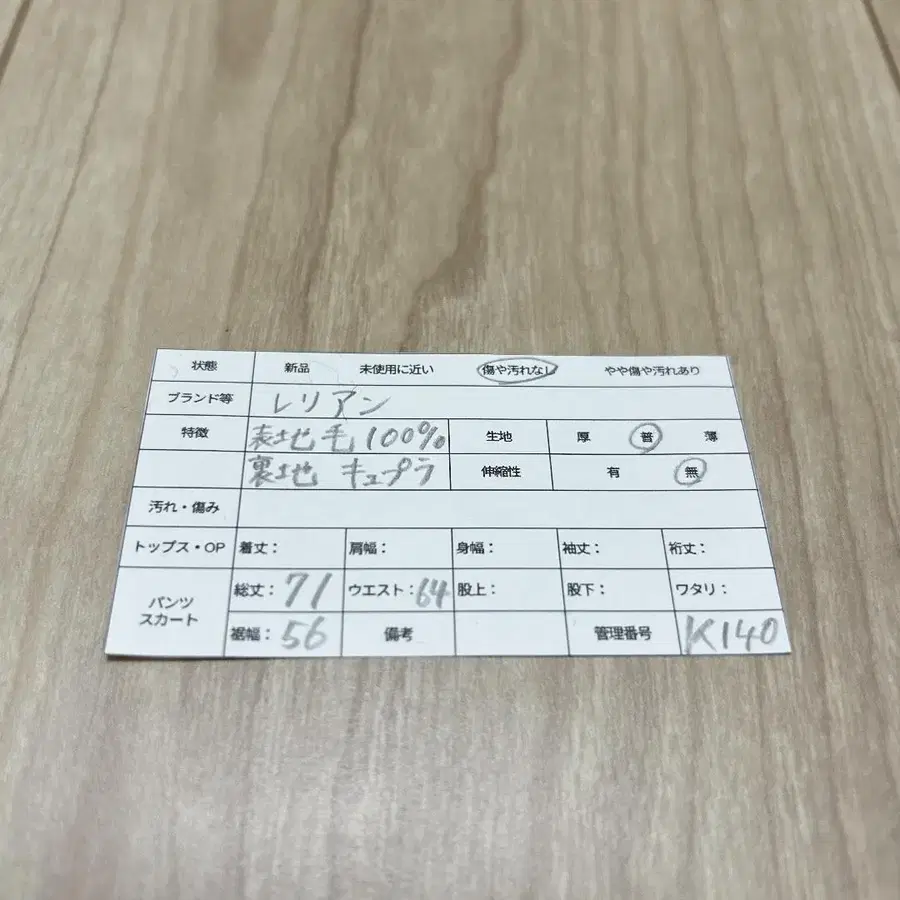 状態 新品 未使用に近い 傷や汚れなし やや傷や汚れあり
ブランド等 レリアン
特徴 表地 毛 100% 生地 厚 普 薄
裏地 キュプラ 伸縮性 有 無
汚れ・傷み
トップス・OP 着丈： 肩幅： 身幅： 袖丈： 裄丈：
パンツ スカート 総丈：71 ウエスト：64 股上： 股下： ワタリ：
裾幅：56 備考 管理番号 K140